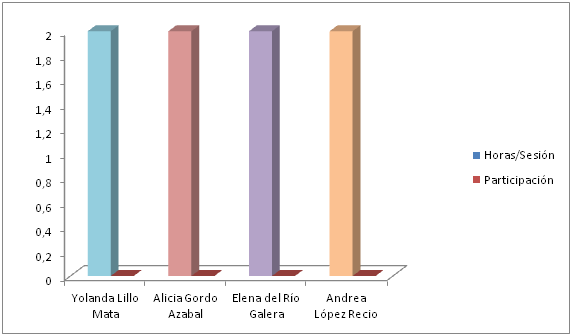 2
1,8
1,6
1,4
1,2
1
0,8
0,6
0,4
0,2
0
Yolanda Lillo
Mata
Alicia Gordo
Azabal
Elena del Río
Galera
Andrea
López Recio
Horas/Sesión
Participación